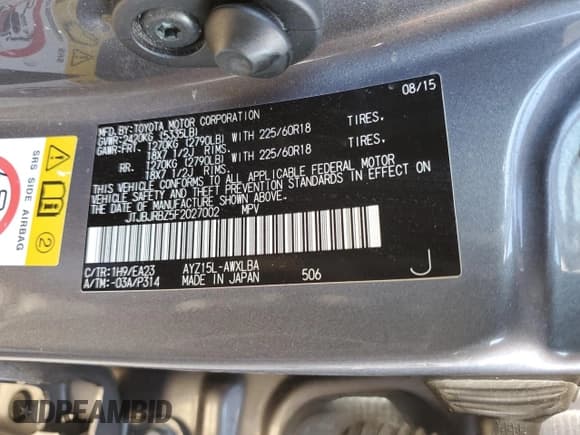 MFD.BY:TOYOTA MOTOR CORPORATION 08/15
GVWR:2420KG (5335LB)
GAWR:FRT. 1270KG (2790LB) WITH 225/60R18 TIRES,
18X7 1/2J RIMS.
RR. 1270KG (2790LB) WITH 225/60R18 TIRES,
18X7 1/2J RIMS.
THIS VEHICLE CONFORMS TO ALL APPLICABLE FEDERAL MOTOR
VEHICLE SAFETY AND THEFT PREVENTION STANDARDS IN EFFECT ON
THE DATE OF MANUFACTURE SHOWN ABOVE.
JTJBJRBZ5F2027002 MPV
C/TR:1H9/EA23 AYZ15L-AWXLBA
A/TM:-03A/P314 MADE IN JAPAN 506 J
SRS SIDE AIRBAG
2
DREAMBID